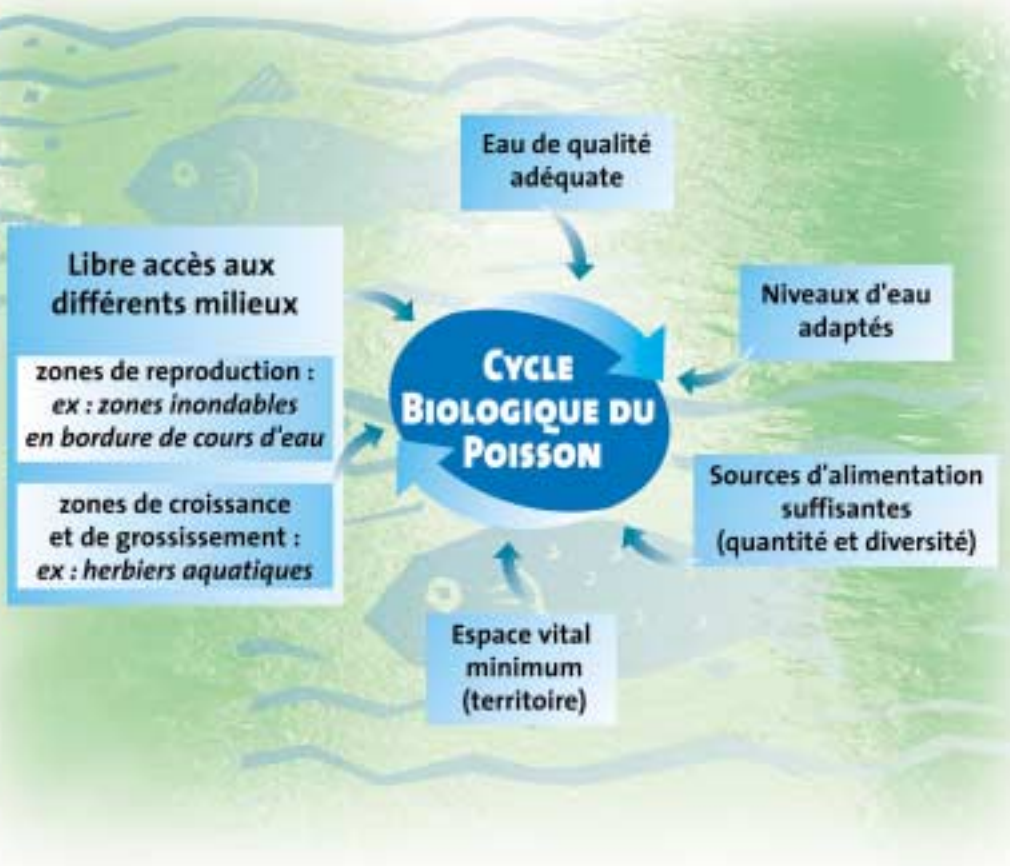 Eau de qualité
adéquate
Libre accès aux
différents milieux
zones de reproduction :
ex : zones inondables
en bordure de cours d'eau
zones de croissance
et de grossissement :
ex : herbiers aquatiques
CYCLE
BIOLOGIQUE DU
POISSON
Niveaux d'eau
adaptés
Sources d'alimentation
suffisantes
(quantité et diversité)
Espace vital
minimum
(territoire)